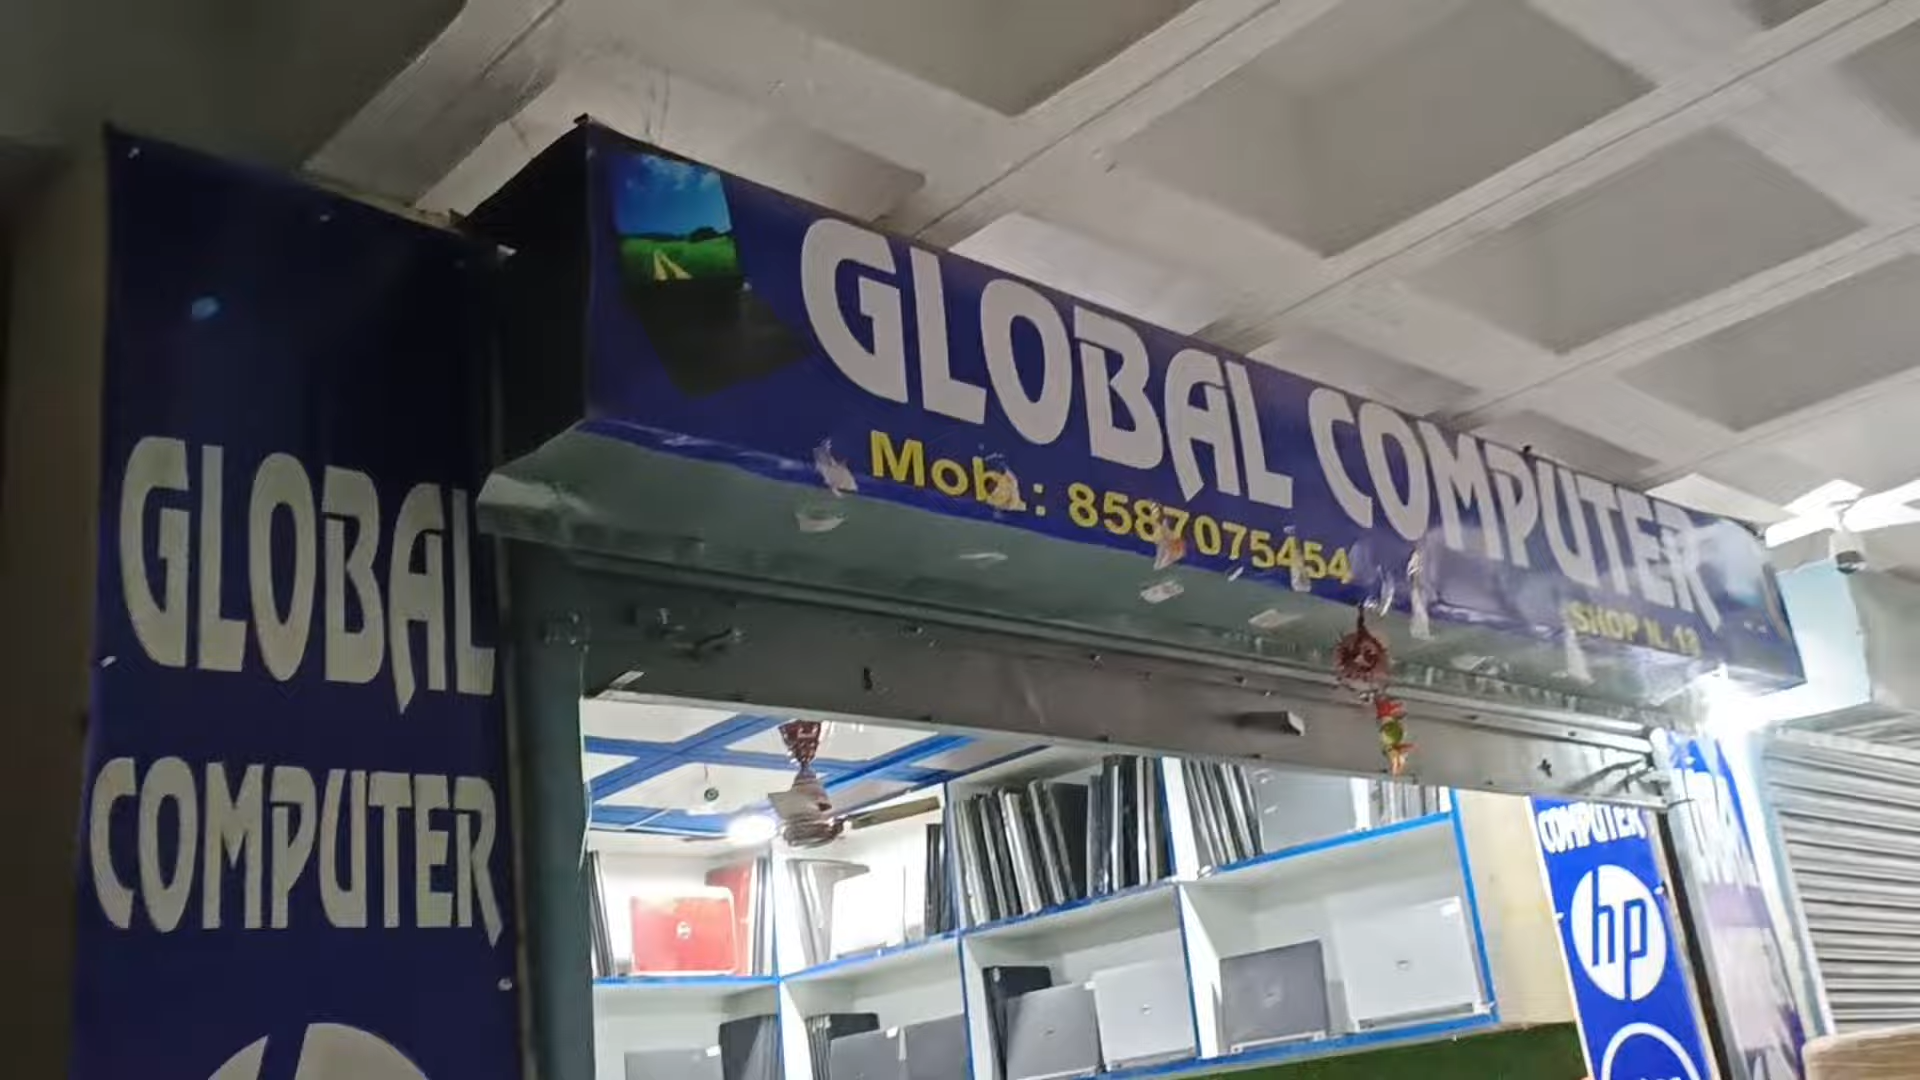 GLOBAL COMPUTER
Mob.: 8587075454
SHOP N. 13
GLOBAL
COMPUTER
COMPUTER
hp